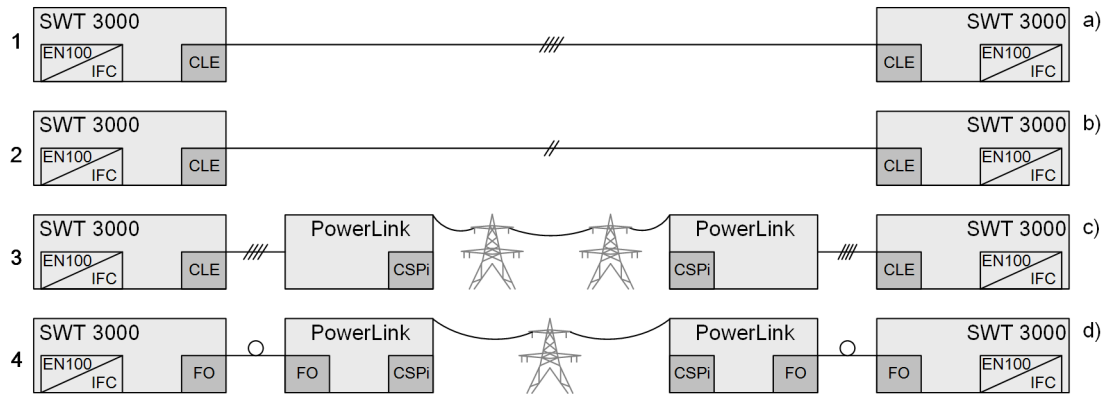 SWT 3000 SWT 3000 a)
1 EN100 IFC CLE CLE EN100 IFC
SWT 3000 SWT 3000 b)
2 EN100 IFC CLE CLE EN100 IFC
SWT 3000 PowerLink PowerLink SWT 3000 c)
3 EN100 IFC CLE CSPi CSPi CLE EN100 IFC
SWT 3000 PowerLink PowerLink SWT 3000 d)
4 EN100 IFC FO FO CSPi CSPi FO FO EN100 IFC